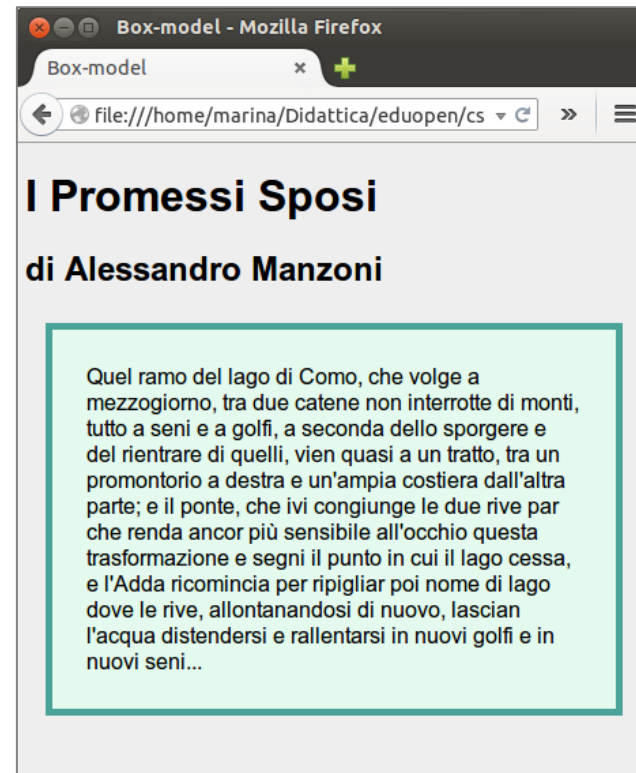 Box-model - Mozilla Firefox
Box-model
file:///home/marina/Didattica/eduopen/cs
I Promessi Sposi
di Alessandro Manzoni
Quel ramo del lago di Como, che volge a
mezzogiorno, tra due catene non interrotte di monti,
tutto a seni e a golfi, a seconda dello sporgere e
del rientrare di quelli, vien quasi a un tratto, tra un
promontorio a destra e un'ampia costiera dall'altra
parte; e il ponte, che ivi congiunge le due rive par
che renda ancor più sensibile all'occhio questa
trasformazione e segni il punto in cui il lago cessa,
e l'Adda ricomincia per ripigliar poi nome di lago
dove le rive, allontanandosi di nuovo, lascian
l'acqua distendersi e rallentarsi in nuovi golfi e in
nuovi seni...